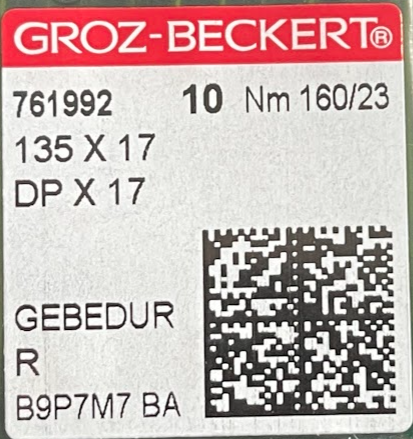 GROZ-BECKERT®
761992 10 Nm 160/23
135 X 17
DP X 17
GEBEDUR
R
B9P7M7 BA